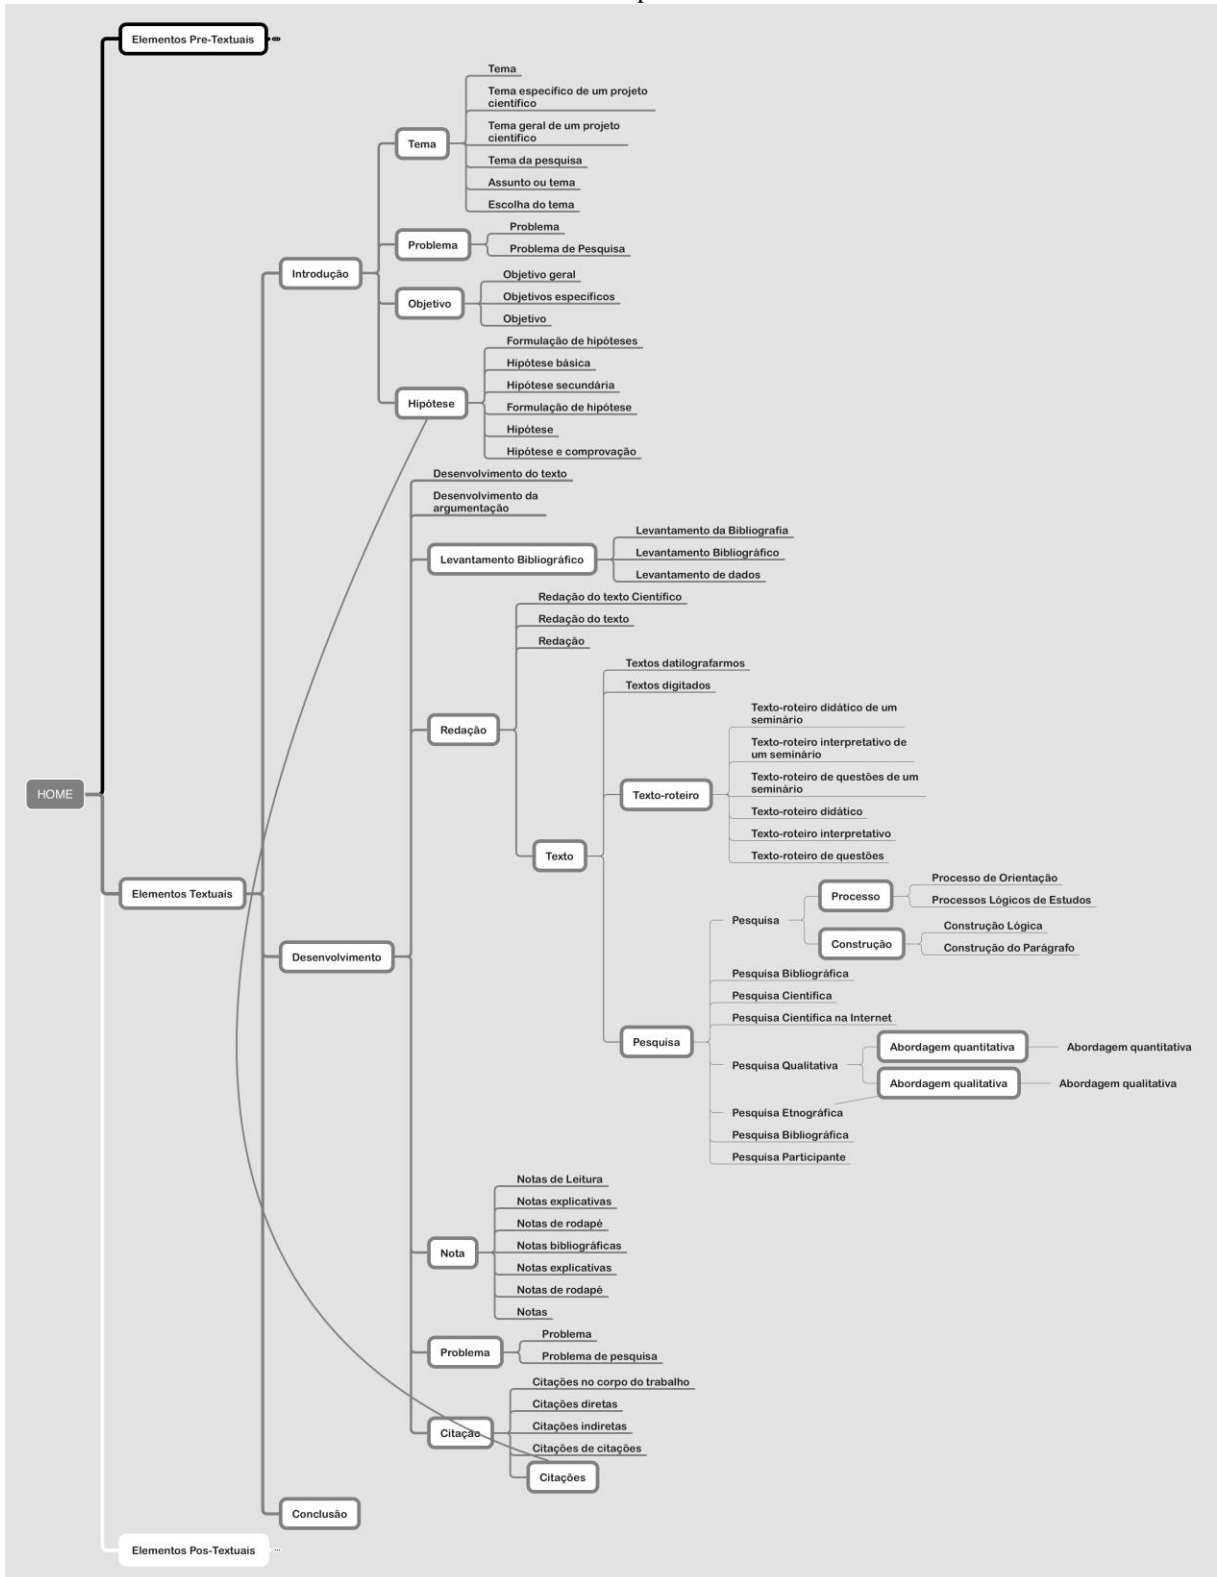 Elementos Pre-Textuais
Tema
Tema específico de um projeto
científico
Tema geral de um projeto
científico
Tema
Tema da pesquisa
Assunto ou tema
Escolha do tema
Problema
Problema
Problema de Pesquisa
Introdução
Objetivo geral
Objetivo
Objetivos específicos
Objetivo
Formulação de hipóteses
Hipótese básica
Hipótese secundária
Hipótese
Formulação de hipótese
Hipótese
Hipótese e comprovação
Desenvolvimento do texto
Desenvolvimento da
argumentação
Levantamento da Bibliografia
Levantamento Bibliográfico
Levantamento Bibliográfico
Levantamento de dados
Redação do texto Científico
Redação do texto
Redação
Textos datilografarmos
Textos digitados
Redação
Texto-roteiro didático de um
seminário
Texto-roteiro interpretativo de
um seminário
Texto-roteiro de questões de um
seminário
Texto-roteiro
HOME
Texto-roteiro didático
Texto-roteiro interpretativo
Texto-roteiro de questões
Texto
Elementos Textuais
Processo de Orientação
Processo
Processos Lógicos de Estudos
Pesquisa
Construção Lógica
Construção
Construção do Parágrafo
Desenvolvimento
Pesquisa Bibliográfica
Pesquisa Científica
Pesquisa Científica na Internet
Pesquisa
Abordagem quantitativa
Abordagem quantitativa
Pesquisa Qualitativa
Abordagem qualitativa
Abordagem qualitativa
Pesquisa Etnográfica
Pesquisa Bibliográfica
Pesquisa Participante
Notas de Leitura
Notas explicativas
Notas de rodapé
Nota
Notas bibliográficas
Notas explicativas
Notas de rodapé
Notas
Problema
Problema
Problema de pesquisa
Citações no corpo do trabalho
Citações diretas
Citação
Citações indiretas
Citações de citações
Citações
Conclusão
Elementos Pos-Textuais